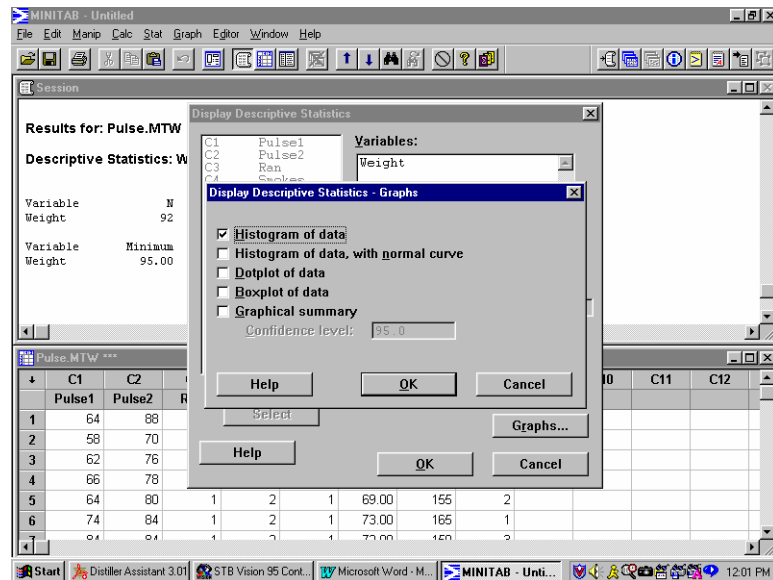 MINITAB - Untitled
File Edit Manip Calc Stat Graph Editor Window Help
Session
Results for: Pulse.MTW
Descriptive Statistics: W
Variable N
Weight 92
Variable Minimum
Weight 95.00
Display Descriptive Statistics
C1 Pulse1
C2 Pulse2
C3 Ran
C4 Smokes
Variables:
Weight
Display Descriptive Statistics - Graphs
Histogram of data
Histogram of data, with normal curve
Dotplot of data
Boxplot of data
Graphical summary
Confidence level: 95.0
Help OK Cancel
Select
Graphs...
Help
OK Cancel
Pulse.MTW ***
C1 C2 C11 C12
Pulse1 Pulse2 R
1 64 88
2 58 70
3 62 76
4 66 78
5 64 80 1 2 1 69.00 155 2
6 74 84 1 2 1 73.00 165 1
Start Distiller Assistant 3.01 STB Vision 95 Cont... Microsoft Word - M... MINITAB - Unti... 12:01 PM